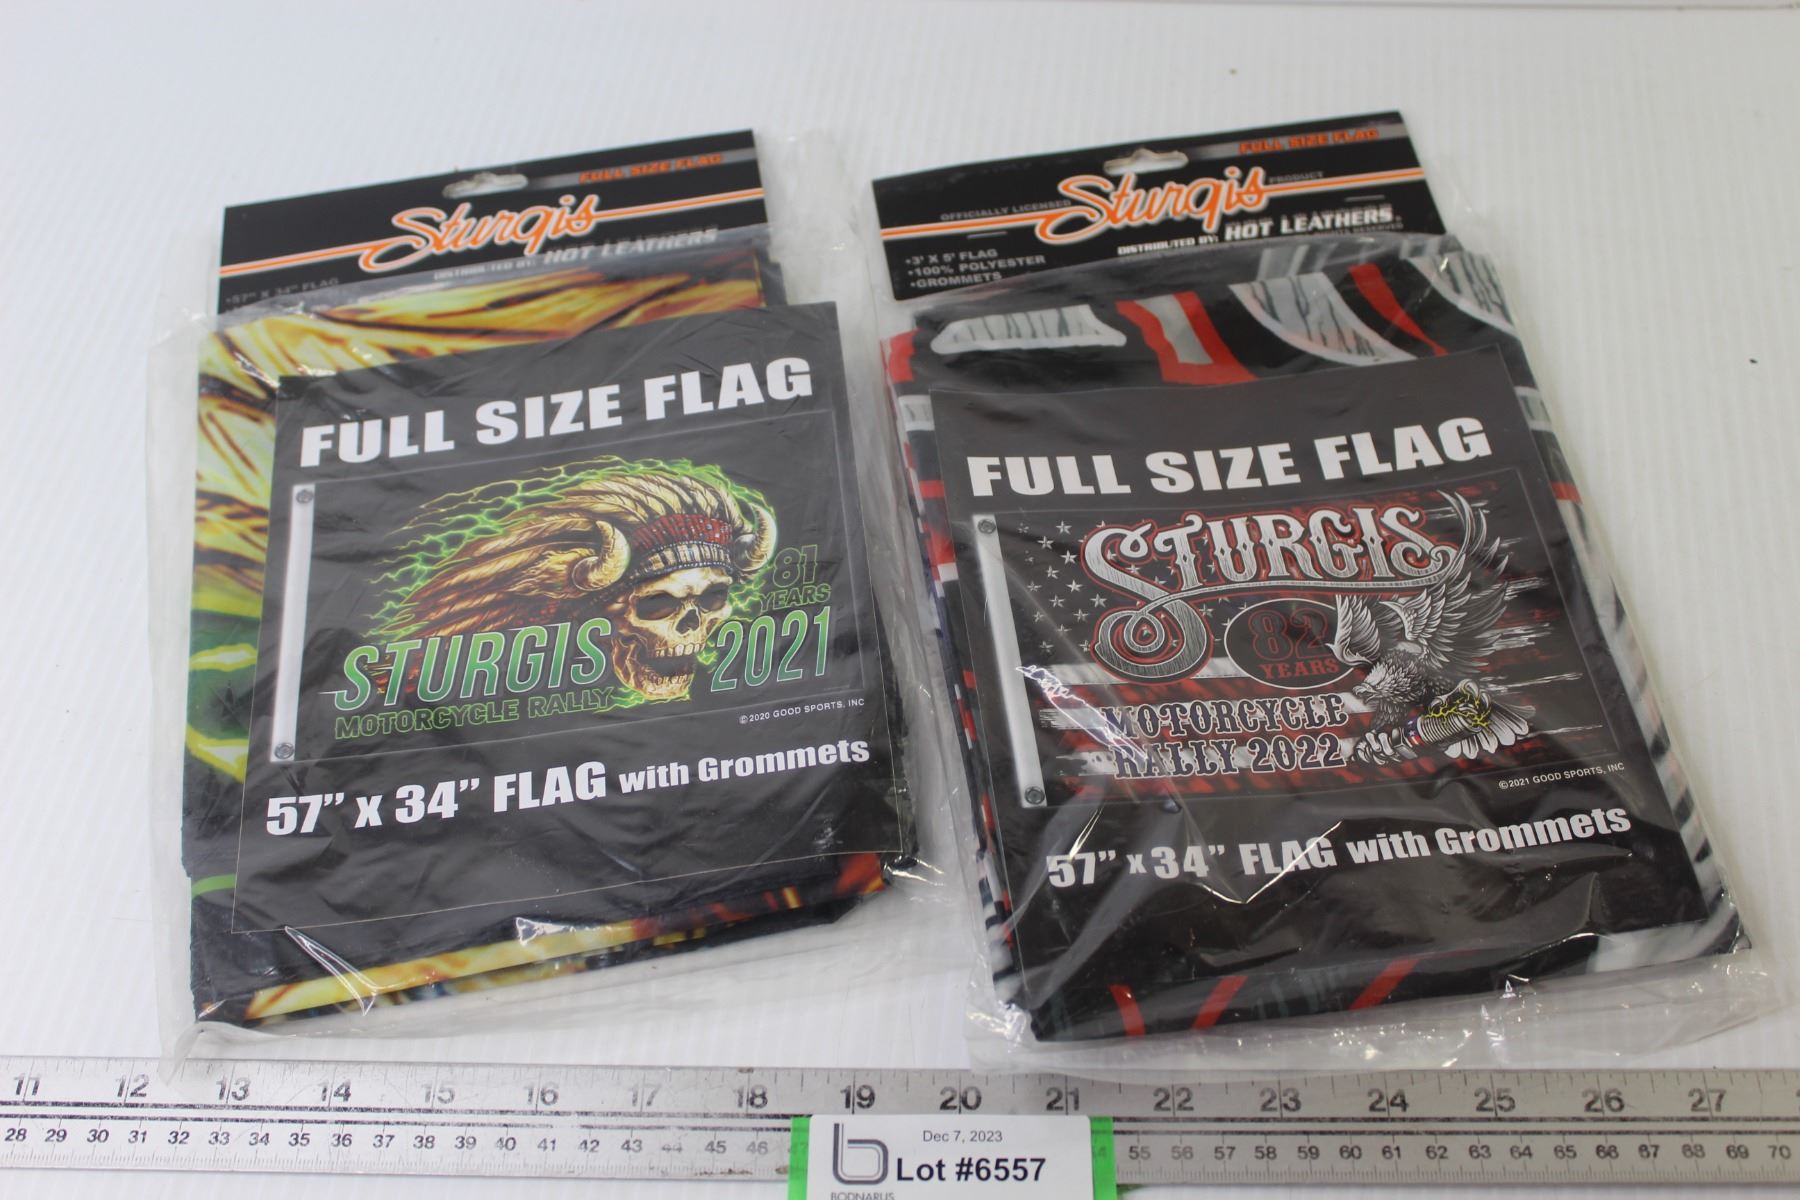 FULL SIZE FLAG
Sturgis
DISTRIBUTED BY: HOT LEATHERS
•57" X 34" FLAG
FULL SIZE FLAG
81
YEARS
STURGIS 2021
MOTORCYCLE RALLY
©2020 GOOD SPORTS, INC
57” x 34” FLAG with Grommets
FULL SIZE FLAG
OFFICIALLY LICENSED Sturgis PRODUCT
DISTRIBUTED BY: HOT LEATHERS
•3' X 5' FLAG
•100% POLYESTER
•GROMMETS
FULL SIZE FLAG
STURGIS
82
YEARS
MOTORCYCLE
RALLY 2022
©2021 GOOD SPORTS, INC
57” x 34” FLAG with Grommets
11 12 13 14 15 16 17 18 19 20 21 22 23 24 25 26 27
28 29 30 31 32 33 34 35 36 37 38 39 40 41 42 43 44 45 46 55 56 57 58 59 60 61 62 63 64 65 66 67 68 69 70
Dec 7, 2023
Lot #6557
BODNARUS